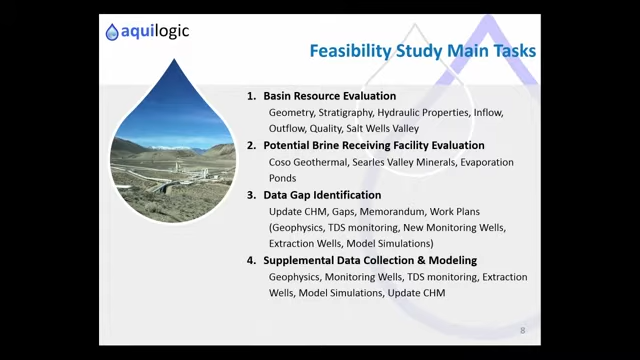 aquilogic
Feasibility Study Main Tasks
1. Basin Resource Evaluation
Geometry, Stratigraphy, Hydraulic Properties, Inflow,
Outflow, Quality, Salt Wells Valley
2. Potential Brine Receiving Facility Evaluation
Coso Geothermal, Searles Valley Minerals, Evaporation
Ponds
3. Data Gap Identification
Update CHM, Gaps, Memorandum, Work Plans
(Geophysics, TDS monitoring, New Monitoring Wells,
Extraction Wells, Model Simulations)
4. Supplemental Data Collection & Modeling
Geophysics, Monitoring Wells, TDS monitoring, Extraction
Wells, Model Simulations, Update CHM
8